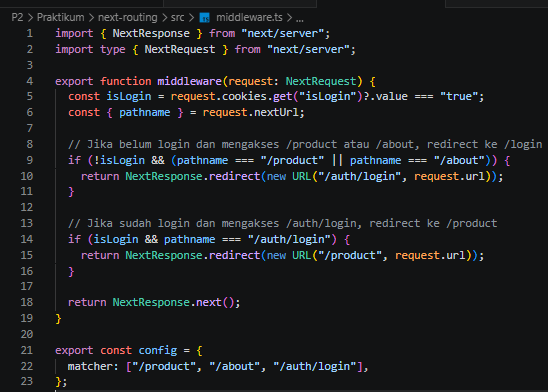 P2 > Praktikum > next-routing > src > middleware.ts > ...
1 import { NextResponse } from "next/server";
2 import type { NextRequest } from "next/server";
3
4 export function middleware(request: NextRequest) {
5 const isLogin = request.cookies.get("isLogin")?.value === "true";
6 const { pathname } = request.nextUrl;
7
8 // Jika belum login dan mengakses /product atau /about, redirect ke /login
9 if (!isLogin && (pathname === "/product" || pathname === "/about")) {
10 return NextResponse.redirect(new URL("/auth/login", request.url));
11 }
12
13 // Jika sudah login dan mengakses /auth/login, redirect ke /product
14 if (isLogin && pathname === "/auth/login") {
15 return NextResponse.redirect(new URL("/product", request.url));
16 }
17
18 return NextResponse.next();
19 }
20
21 export const config = {
22 matcher: ["/product", "/about", "/auth/login"],
23 };